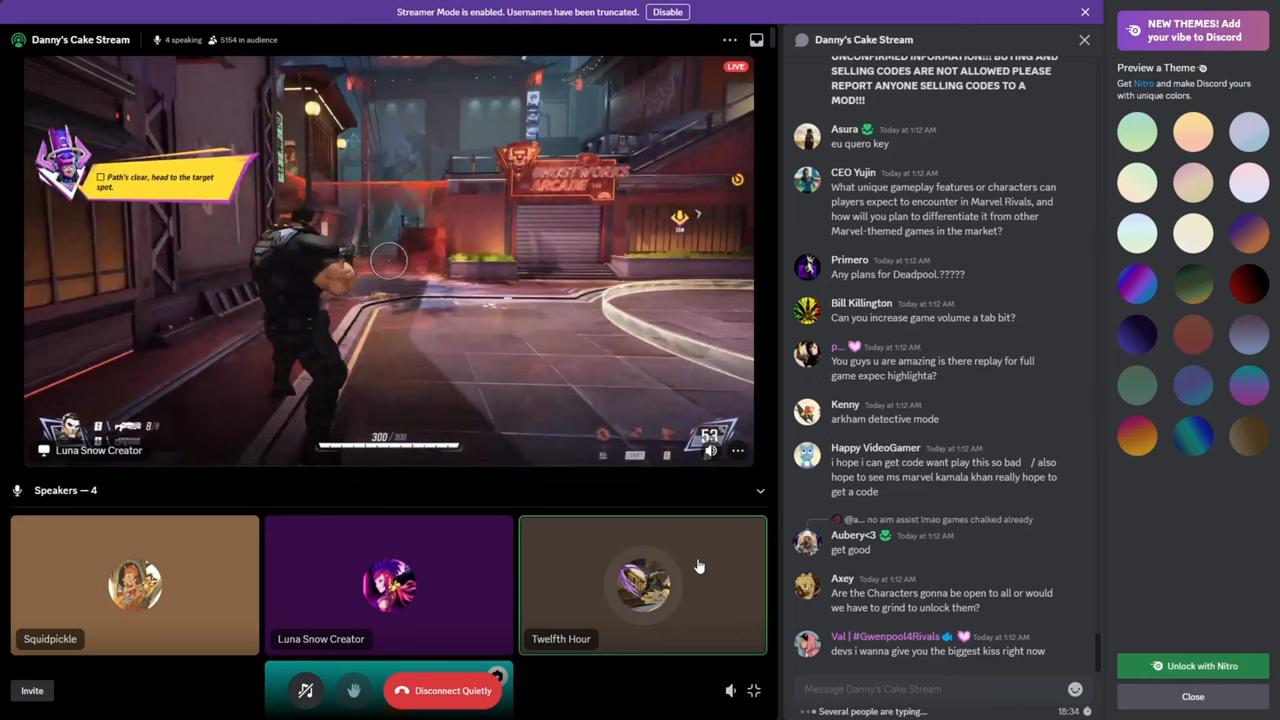 Streamer Mode is enabled. Usernames have been truncated.
Disable
Danny's Cake Stream
4 speaking
5154 in audience
LIVE
Path's clear, head to the target
spot.
GHOSTWORKS
ARCADE
15M
8/8
300 / 300
53
Luna Snow Creator
Speakers — 4
Squidpickle
Luna Snow Creator
Twelfth Hour
Invite
Disconnect Quietly
Danny's Cake Stream
UNCONFIRMED INFORMATION!!! BUYING AND
SELLING CODES ARE NOT ALLOWED PLEASE
REPORT ANYONE SELLING CODES TO A
MOD!!!
Asura Today at 1:12 AM
eu quero key
CEO Yujin Today at 1:12 AM
What unique gameplay features or characters can
players expect to encounter in Marvel Rivals, and
how will you plan to differentiate it from other
Marvel-themed games in the market?
Primero Today at 1:12 AM
Any plans for Deadpool.?????
Bill Killington Today at 1:12 AM
Can you increase game volume a tab bit?
p... Today at 1:12 AM
You guys u are amazing is there replay for full
game expec highlighta?
Kenny Today at 1:12 AM
arkham detective mode
Happy VideoGamer Today at 1:12 AM
i hope i can get code want play this so bad / also
hope to see ms marvel kamala khan really hope to
get a code
@a... no aim assist lmao games chalked already
Aubery<3 Today at 1:12 AM
get good
Axey Today at 1:12 AM
Are the Characters gonna be open to all or would
we have to grind to unlock them?
Val | #Gwenpool4Rivals Today at 1:12 AM
devs i wanna give you the biggest kiss right now
Message Danny's Cake Stream
Several people are typing...
18:34
NEW THEMES! Add
your vibe to Discord
Preview a Theme
Get Nitro and make Discord yours
with unique colors.
Unlock with Nitro
Close